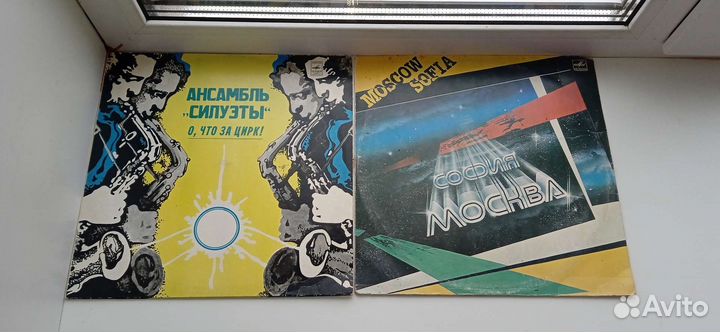 АНСАМБЛЬ
„СИЛУЭТЫ“
О, ЧТО ЗА ЦИРК!
MOSCOW
SOFIA
СОФИЯ
МОСКВА
Avito